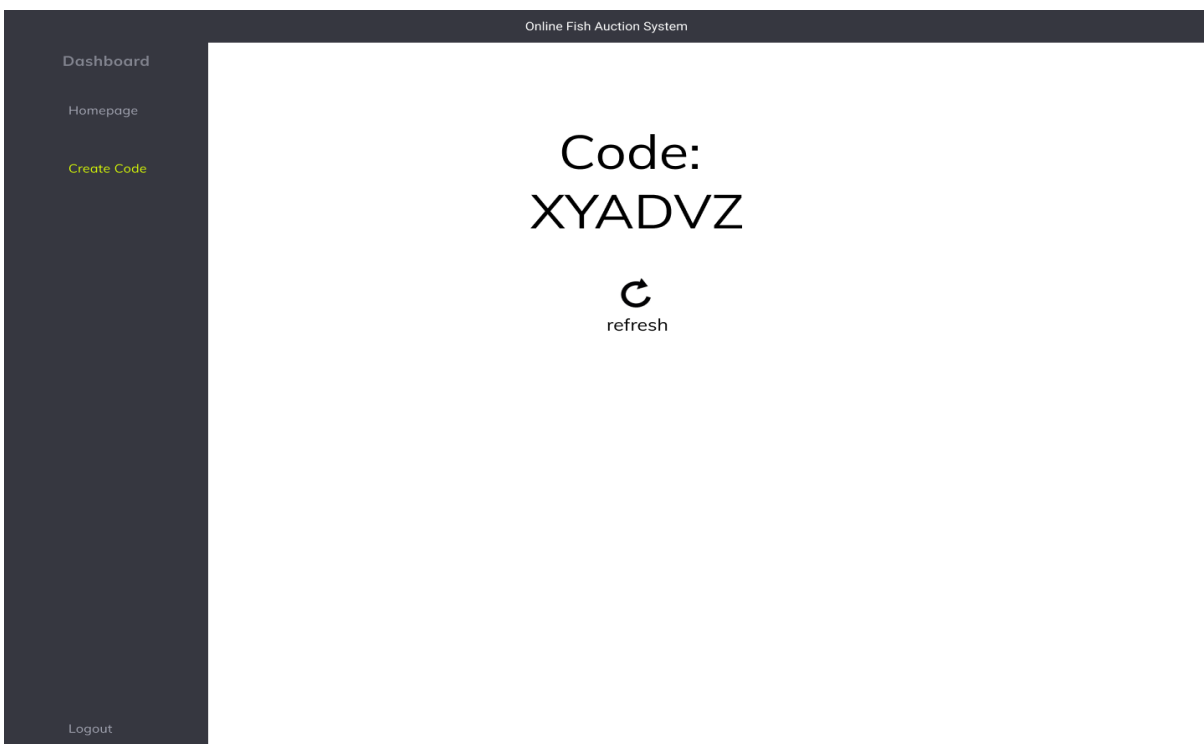 Online Fish Auction System
Dashboard
Homepage
Create Code
Code:
XYADVZ
refresh
Logout